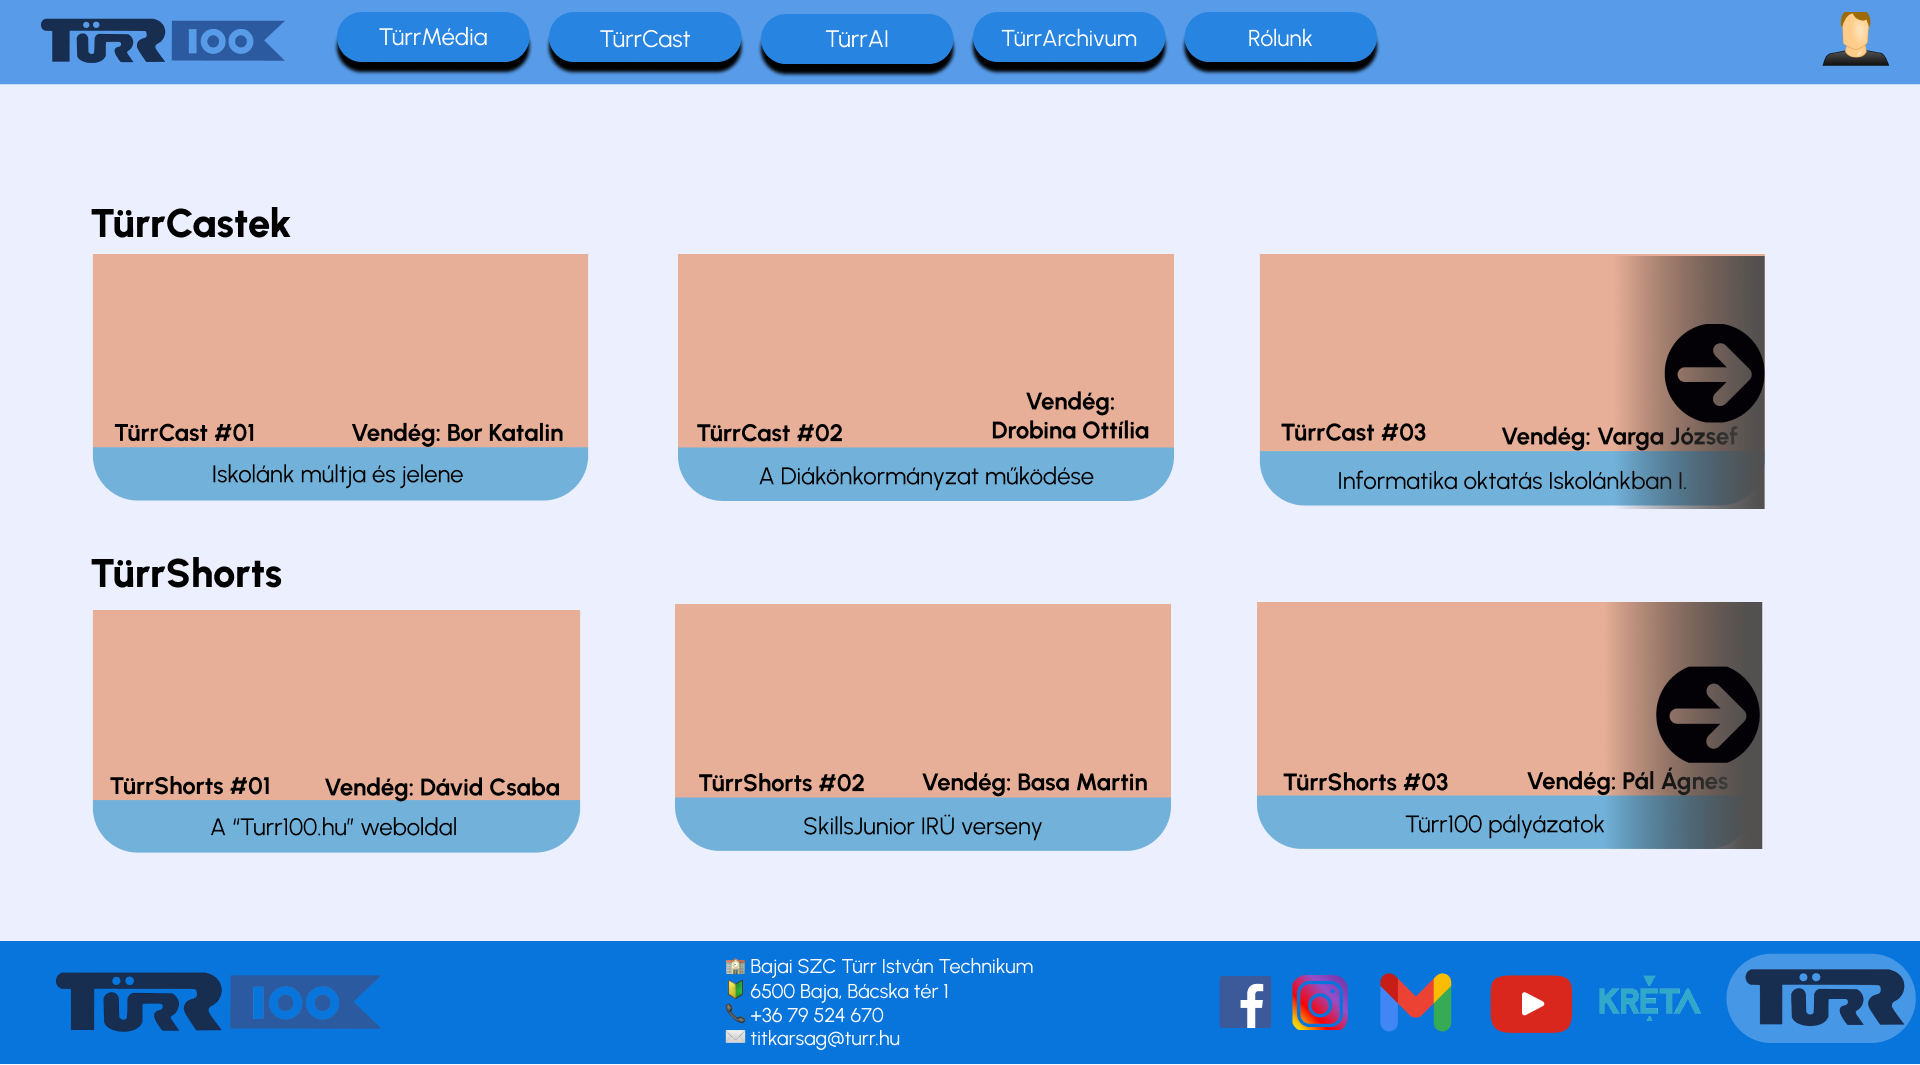 TÜRR 100
TürrMédia
TürrCast
TürrAI
TürrArchivum
Rólunk
TürrCastek
TürrCast #01
Vendég: Bor Katalin
Iskolánk múltja és jelene
TürrCast #02
Vendég:
Drobina Ottília
A Diákönkormányzat működése
TürrCast #03
Vendég: Varga József
Informatika oktatás Iskolánkban I.
TürrShorts
TürrShorts #01
Vendég: Dávid Csaba
A “Turr100.hu” weboldal
TürrShorts #02
Vendég: Basa Martin
SkillsJunior IRÜ verseny
TürrShorts #03
Vendég: Pál Ágnes
Türr100 pályázatok
TÜRR 100
Bajai SZC Türr István Technikum
6500 Baja, Bácska tér 1
+36 79 524 670
titkarsag@turr.hu
KRÉTA
TÜRR